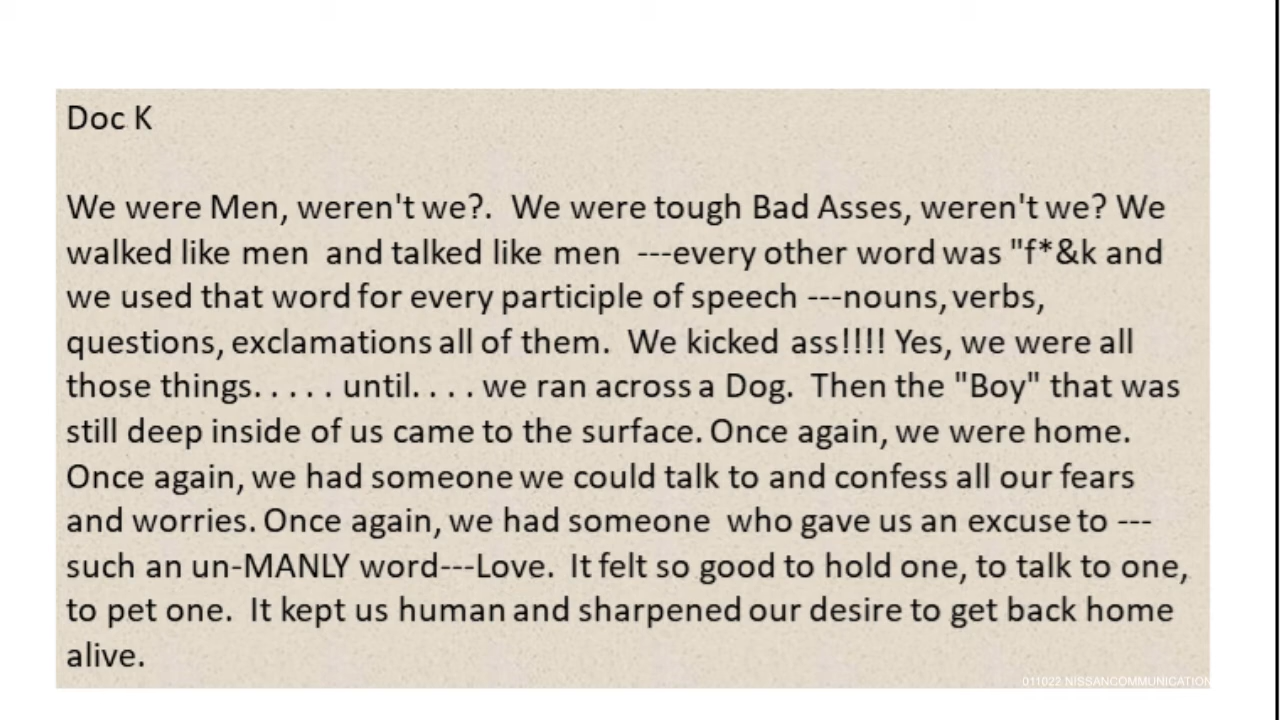 Doc K
We were Men, weren't we?.  We were tough Bad Asses, weren't we? We
walked like men  and talked like men  ---every other word was "f*&k and
we used that word for every participle of speech ---nouns, verbs,
questions, exclamations all of them.  We kicked ass!!!! Yes, we were all
those things. . . . . until. . . . we ran across a Dog.  Then the "Boy" that was
still deep inside of us came to the surface. Once again, we were home.
Once again, we had someone we could talk to and confess all our fears
and worries. Once again, we had someone  who gave us an excuse to ---
such an un-MANLY word---Love.  It felt so good to hold one, to talk to one,
to pet one.  It kept us human and sharpened our desire to get back home
alive.
011022 NISSANCOMMUNICATION